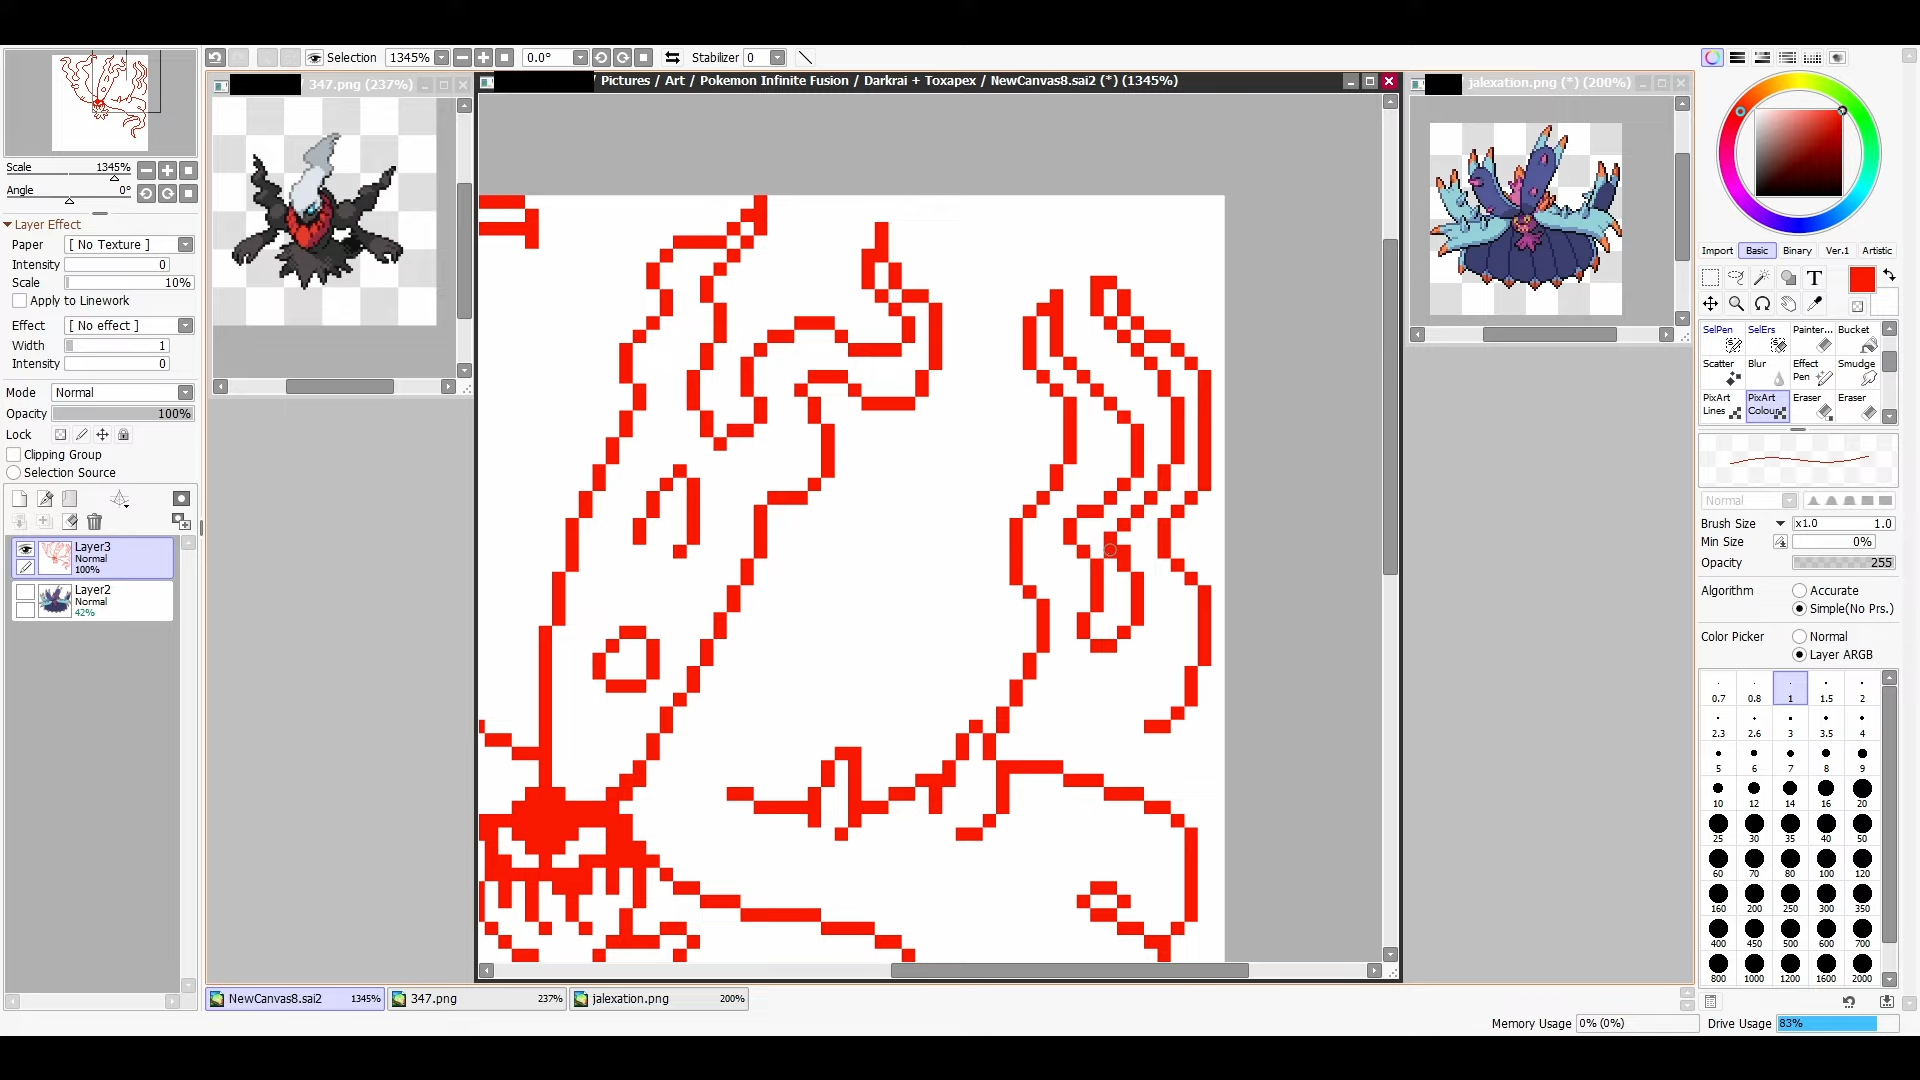 Selection 1345% 0.0° Stabilizer 0
347.png (237%)
Pictures / Art / Pokemon Infinite Fusion / Darkrai + Toxapex / NewCanvas8.sai2 (*) (1345%)
jalexation.png (*) (200%)
Scale 1345%
Angle 0°
Layer Effect
Paper [ No Texture ]
Intensity 0
Scale 10%
Apply to Linework
Effect [ No effect ]
Width 1
Intensity 0
Mode Normal
Opacity 100%
Lock
Clipping Group
Selection Source
Layer3
Normal
100%
Layer2
Normal
42%
Import Basic Binary Ver.1 Artistic
T
SelPen SelErs Painter... Bucket
Scatter Blur Effect Pen Smudge
PixArt Lines PixArt Colour Eraser Eraser
Normal
Brush Size x1.0 1.0
Min Size 0%
Opacity 255
Algorithm Accurate
Simple(No Prs.)
Color Picker Normal
Layer ARGB
0.7 0.8 1 1.5 2
2.3 2.6 3 3.5 4
5 6 7 8 9
10 12 14 16 20
25 30 35 40 50
60 70 80 100 120
160 200 250 300 350
400 450 500 600 700
800 1000 1200 1600 2000
NewCanvas8.sai2 1345% 347.png 237% jalexation.png 200%
Memory Usage 0% (0%) Drive Usage 83%